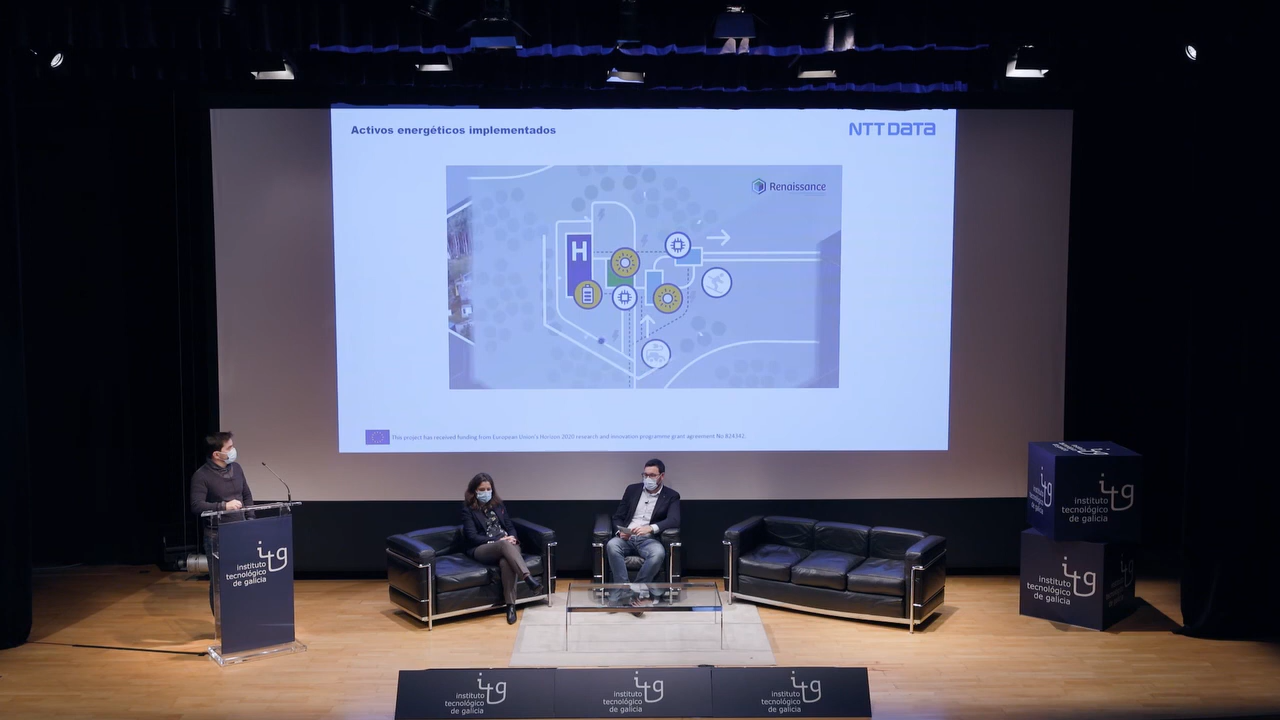 Activos energéticos implementados
NTT DATA
Renaissance
H
This project has received funding from European Union's Horizon 2020 research and innovation programme grant agreement No 824342.
itg
instituto
tecnológico
de galicia
itg
itg
instituto
tecnológico
de galicia
itg
instituto
tecnológico
de galicia
itg
instituto
tecnológico
de galicia
itg
instituto
tecnológico
de galicia
itg
instituto
tecnológico
de galicia